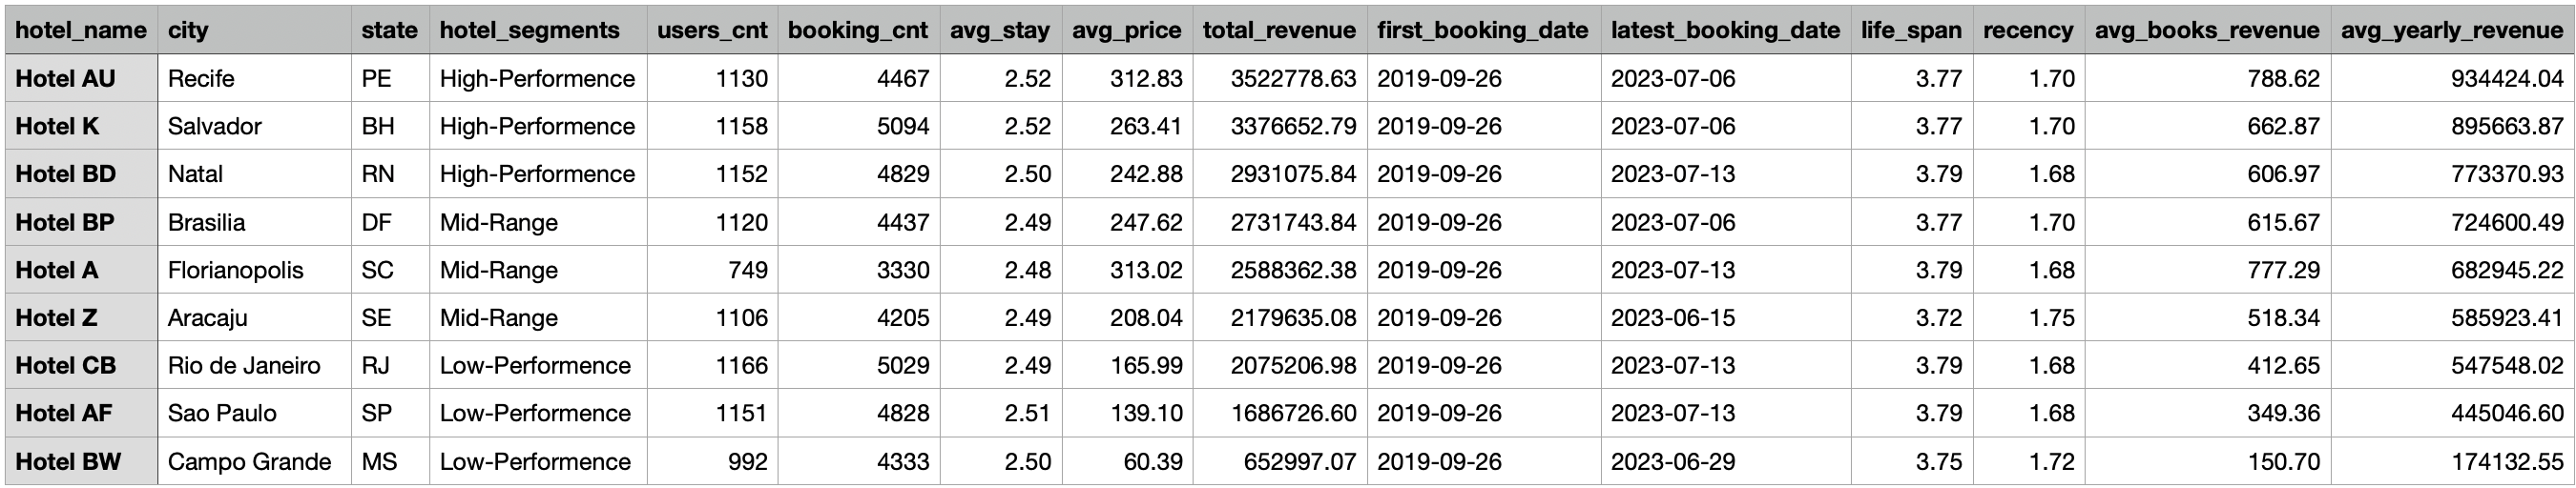 hotel_name city state hotel_segments users_cnt booking_cnt avg_stay avg_price total_revenue first_booking_date latest_booking_date life_span recency avg_books_revenue avg_yearly_revenue
Hotel AU Recife PE High-Performence 1130 4467 2.52 312.83 3522778.63 2019-09-26 2023-07-06 3.77 1.70 788.62 934424.04
Hotel K Salvador BH High-Performence 1158 5094 2.52 263.41 3376652.79 2019-09-26 2023-07-06 3.77 1.70 662.87 895663.87
Hotel BD Natal RN High-Performence 1152 4829 2.50 242.88 2931075.84 2019-09-26 2023-07-13 3.79 1.68 606.97 773370.93
Hotel BP Brasilia DF Mid-Range 1120 4437 2.49 247.62 2731743.84 2019-09-26 2023-07-06 3.77 1.70 615.67 724600.49
Hotel A Florianopolis SC Mid-Range 749 3330 2.48 313.02 2588362.38 2019-09-26 2023-07-13 3.79 1.68 777.29 682945.22
Hotel Z Aracaju SE Mid-Range 1106 4205 2.49 208.04 2179635.08 2019-09-26 2023-06-15 3.72 1.75 518.34 585923.41
Hotel CB Rio de Janeiro RJ Low-Performence 1166 5029 2.49 165.99 2075206.98 2019-09-26 2023-07-13 3.79 1.68 412.65 547548.02
Hotel AF Sao Paulo SP Low-Performence 1151 4828 2.51 139.10 1686726.60 2019-09-26 2023-07-13 3.79 1.68 349.36 445046.60
Hotel BW Campo Grande MS Low-Performence 992 4333 2.50 60.39 652997.07 2019-09-26 2023-06-29 3.75 1.72 150.70 174132.55